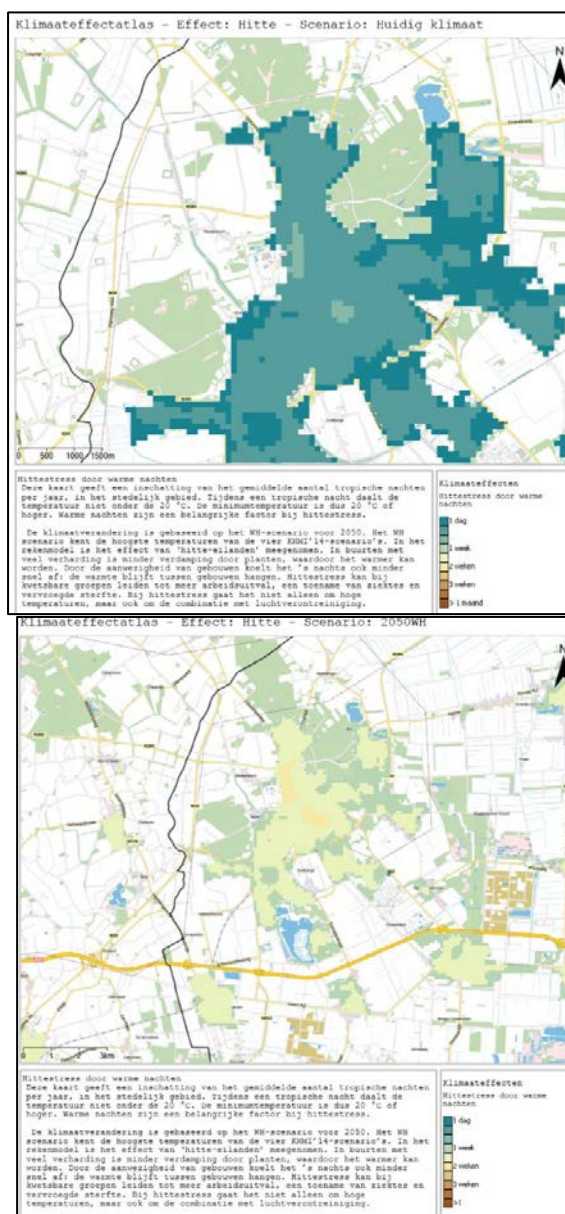 Klimaateffectatlas - Effect: Hitte - Scenario: Huidig klimaat
N
0 500 1000 1500m
Hittestress door warme nachten
Deze kaart geeft een inschatting van het gemiddelde aantal tropische nachten
per jaar, in het stedelijk gebied. Tijdens een tropische nacht daalt de
temperatuur niet onder de 20 °C. De minimumtemperatuur is dus 20 °C of
hoger. Warme nachten zijn een belangrijke factor bij hittestress.
De klimaatverandering is gebaseerd op het WH-scenario voor 2050. Het WH
scenario kent de hoogste temperaturen van de vier KNMI'14-scenario's. In het
rekenmodel is het effect van 'hitte-eilanden' meegenomen. In buurten met
veel verharding is minder verdamping door planten, waardoor het warmer kan
worden. Door de aanwezigheid van gebouwen koelt het 's nachts ook minder
snel af: de warmte blijft tussen gebouwen hangen. Hittestress kan bij
kwetsbare groepen leiden tot meer arbeidsuitval, een toename van ziektes en
vervroegde sterfte. Bij hittestress gaat het niet alleen om hoge
temperaturen, maar ook om de combinatie met luchtverontreiniging.
Klimaateffecten
Hittestress door warme
nachten
1 dag
1 week
2 weken
3 weken
> 1 maand
Klimaateffectatlas - Effect: Hitte - Scenario: 2050WH
N
0 1 2 3km
Hittestress door warme nachten
Deze kaart geeft een inschatting van het gemiddelde aantal tropische nachten
per jaar, in het stedelijk gebied. Tijdens een tropische nacht daalt de
temperatuur niet onder de 20 °C. De minimumtemperatuur is dus 20 °C of
hoger. Warme nachten zijn een belangrijke factor bij hittestress.
De klimaatverandering is gebaseerd op het WH-scenario voor 2050. Het WH
scenario kent de hoogste temperaturen van de vier KNMI'14-scenario's. In het
rekenmodel is het effect van 'hitte-eilanden' meegenomen. In buurten met
veel verharding is minder verdamping door planten, waardoor het warmer kan
worden. Door de aanwezigheid van gebouwen koelt het 's nachts ook minder
snel af: de warmte blijft tussen gebouwen hangen. Hittestress kan bij
kwetsbare groepen leiden tot meer arbeidsuitval, een toename van ziektes en
vervroegde sterfte. Bij hittestress gaat het niet alleen om hoge
temperaturen, maar ook om de combinatie met luchtverontreiniging.
Klimaateffecten
Hittestress door warme
nachten
1 dag
1 week
2 weken
3 weken
>1